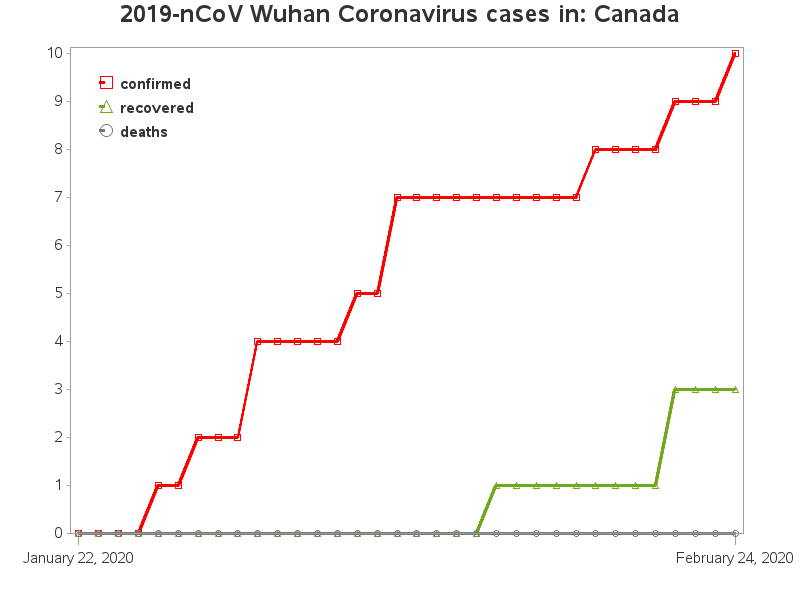 2019-nCoV Wuhan Coronavirus cases in: Canada
10
9
8
7
6
5
4
3
2
1
0
confirmed
recovered
deaths
January 22, 2020
February 24, 2020